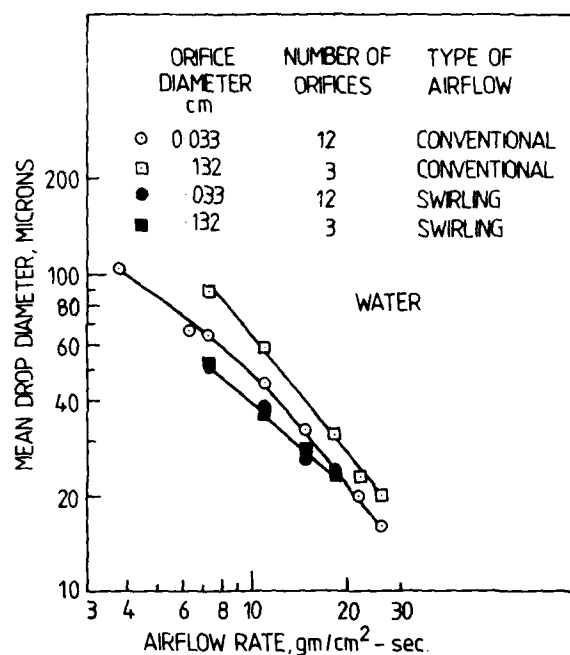 ORIFICE DIAMETER cm NUMBER OF ORIFICES TYPE OF AIRFLOW
0 033 12 CONVENTIONAL
132 3 CONVENTIONAL
033 12 SWIRLING
132 3 SWIRLING
WATER
MEAN DROP DIAMETER, MICRONS
200
100
80
60
40
20
10
3 4 6 8 10 20 30
AIRFLOW RATE, gm/cm²-sec.